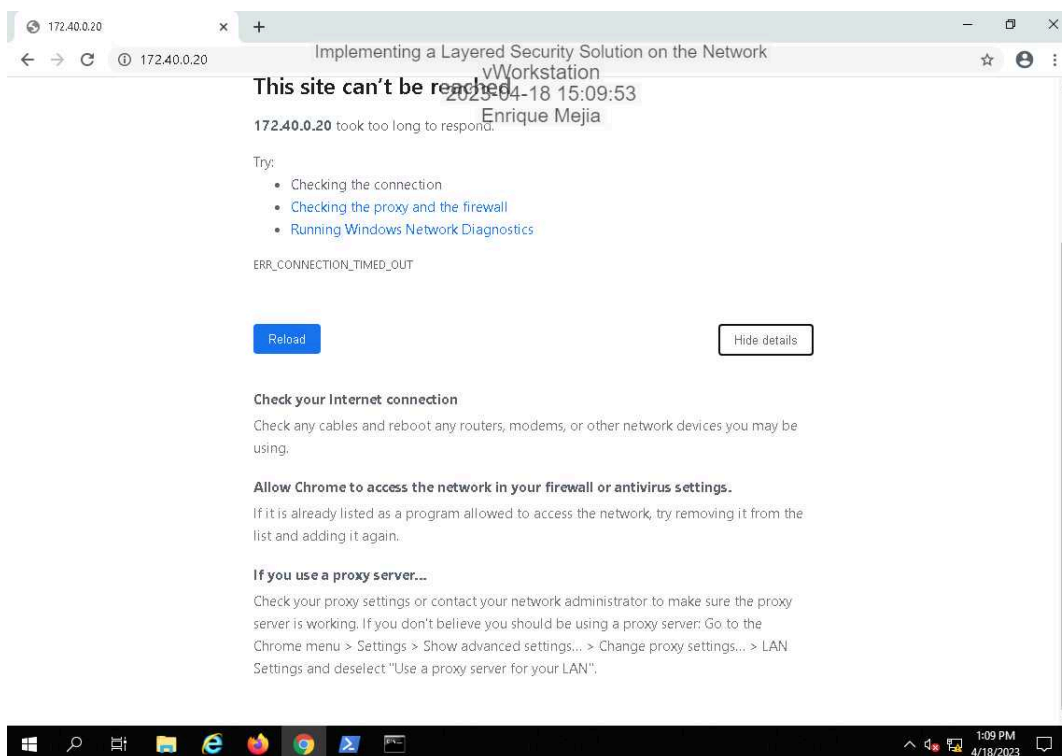 172.40.0.20
172.40.0.20
Implementing a Layered Security Solution on the Network
vWorkstation
2023-04-18 15:09:53
Enrique Mejia
This site can't be reached
172.40.0.20 took too long to respond.
Try:
Checking the connection
Checking the proxy and the firewall
Running Windows Network Diagnostics
ERR_CONNECTION_TIMED_OUT
Reload
Hide details
Check your Internet connection
Check any cables and reboot any routers, modems, or other network devices you may be
using.
Allow Chrome to access the network in your firewall or antivirus settings.
If it is already listed as a program allowed to access the network, try removing it from the
list and adding it again.
If you use a proxy server...
Check your proxy settings or contact your network administrator to make sure the proxy
server is working. If you don't believe you should be using a proxy server: Go to the
Chrome menu > Settings > Show advanced settings... > Change proxy settings... > LAN
Settings and deselect "Use a proxy server for your LAN".
1:09 PM
4/18/2023